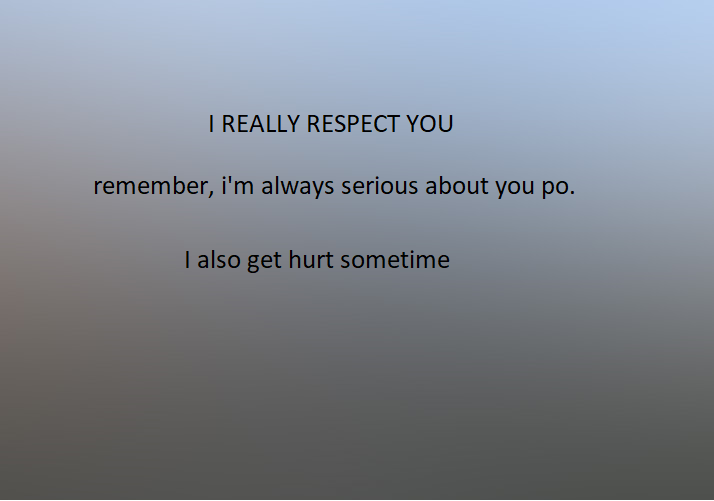 I REALLY RESPECT YOU
remember, i'm always serious about you po.
I also get hurt sometime